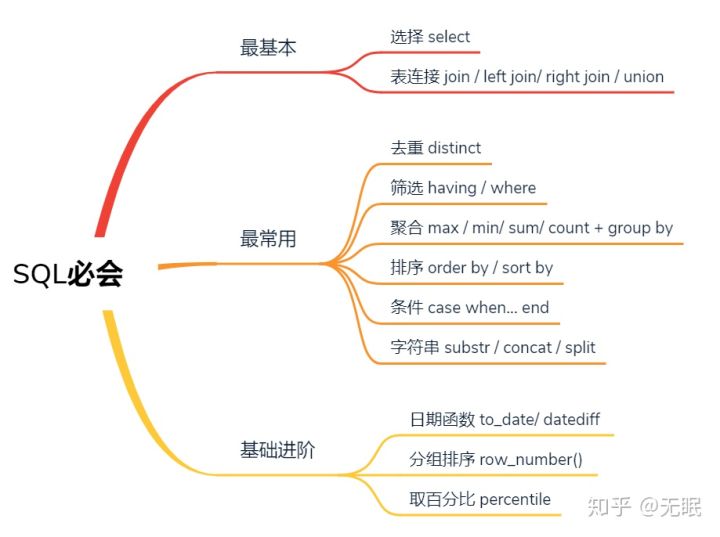 SQL必会
最基本
选择 select
表连接 join / left join/ right join / union
最常用
去重 distinct
筛选 having / where
聚合 max / min/ sum/ count + group by
排序 order by / sort by
条件 case when... end
字符串 substr / concat / split
基础进阶
日期函数 to_date/ datediff
分组排序 row_number()
取百分比 percentile
知乎 @无眠